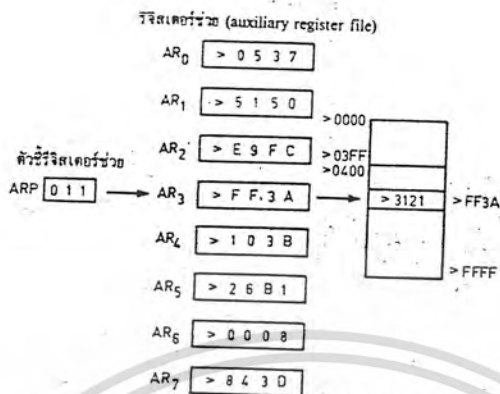 รีจิสเตอร์ช่วย (auxiliary register file)
AR0 > 0 5 3 7
AR1 > 5 1 5 0
>0000
AR2 > E 9 F C
>03FF
>0400
ตัวชี้รีจิสเตอร์ช่วย
ARP 0 1 1
AR3 > F F. 3 A
> 3121
>FF3A
AR4 > 1 0 3 B
>FFFF
AR5 > 2 6 B 1
AR6 > 0 0 0 8
AR7 > 8 4 3 D